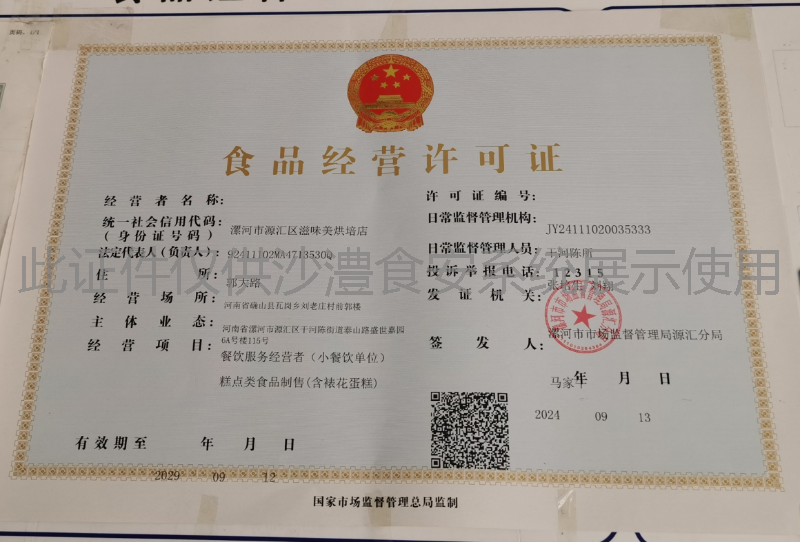 页码：1/1
食品经营许可证
经营者名称：
漯河市源汇区滋味美烘培店
统一社会信用代码：
（身份证号码）
92411102MA4713530Q
法定代表人（负责人）：
郭天路
住所：
河南省确山县瓦岗乡刘老庄村前郭楼
经营场所：
河南省漯河市源汇区干河陈街道泰山路盛世嘉园
6A号楼115号
主体业态：
餐饮服务经营者（小餐饮单位）
经营项目：
糕点类食品制售(含裱花蛋糕)
许可证编号：
JY24111020035333
日常监督管理机构：
干河陈所
日常监督管理人员：
投诉举报电话：12315
发证机关：
漯河市市场监督管理局源汇分局
签发人：
年 月 日
2024 09 13
有效期至 年 月 日
2029 09 12
国家市场监督管理总局监制
此证件仅供沙澧食安系统展示使用